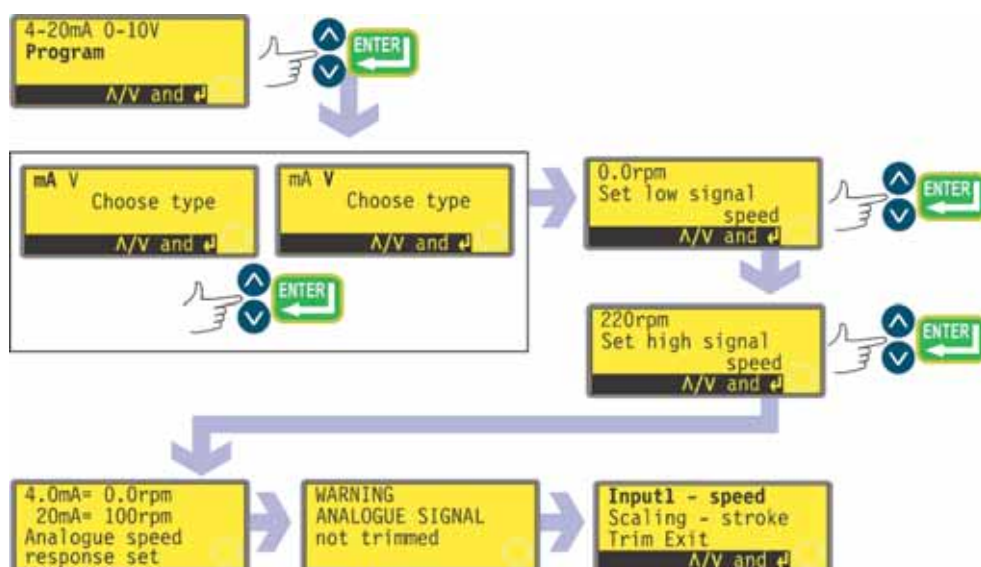 4-20mA 0-10V
Program
Λ/V and ↲
ENTER
mA V
Choose type
Λ/V and ↲
mA V
Choose type
Λ/V and ↲
ENTER
0.0rpm
Set low signal
speed
Λ/V and ↲
ENTER
220rpm
Set high signal
speed
Λ/V and ↲
ENTER
4.0mA= 0.0rpm
20mA= 100rpm
Analogue speed
response set
WARNING
ANALOGUE SIGNAL
not trimmed
Input1 - speed
Scaling - stroke
Trim Exit
Λ/V and ↲